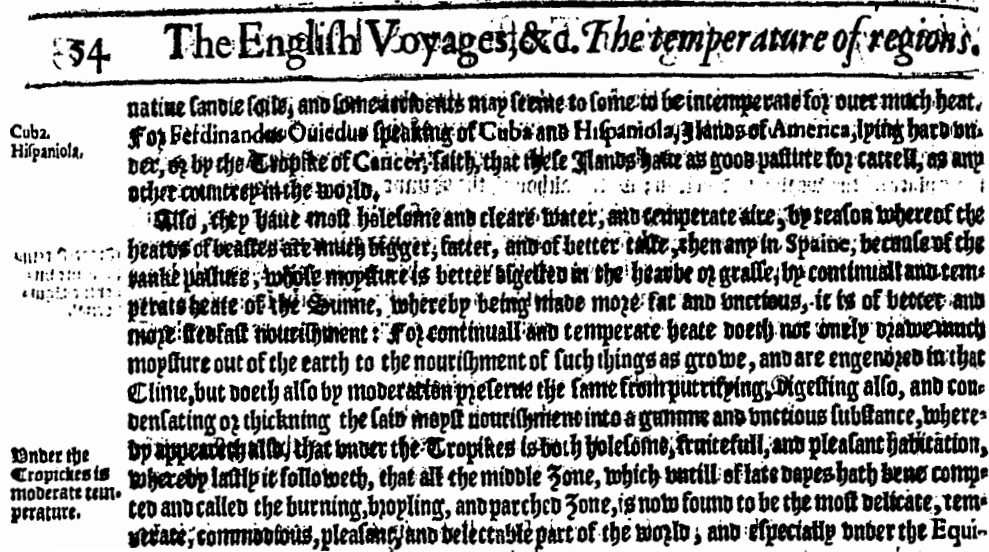 54 The Engliſh Voyages, &c. The temperature of regions.
natiue ſandie ſoile, and ſome accidents may ſeeme to ſome to be intemperate for ouer much heat.
Cuba.
Hiſpaniola.
For Ferdinandus Ouiedus ſpeaking of Cuba and Hiſpaniola, Ilands of America, lying hard vn-
der, or by the Tropike of Cancer, ſaith, that theſe Ilands haue as good paſture for cattell, as any
other countrey in the world.
Alſo, they haue moſt holeſome and cleare water, and temperate aire, by reaſon whereof the
heards of beaſtes are much bigger, fatter, and of better taſte, then any in Spaine, becauſe of the
ranke paſture, whoſe moyſture is better digeſted in the hearbe or graſſe, by continuall and tem-
perate heate of the Sunne, whereby being made more fat and vnctious, it is of better and
more ſtedfaſt nouriſhment: For continuall and temperate heate doeth not onely drawe much
moyſture out of the earth to the nouriſhment of ſuch things as growe, and are engendred in that
Clime, but doeth alſo by moderation preſerue the ſame from putrifying, digeſting alſo, and con-
denſating or thickning the ſaid moyſt nouriſhment into a gumme and vnctious ſubſtance, where-
by appeareth alſo, that vnder the Tropikes is both holeſome, fruitefull, and pleaſant habitation,
Vnder the
Tropickes is
moderate tem-
perature.
whereby laſtly it followeth, that all the middle Zone, which vntill of late dayes hath bene comp-
ted and called the burning, broyling, and parched Zone, is now found to be the moſt delicate, tem-
perate, commodious, pleaſant, and delectable part of the world, and eſpecially vnder the Equi-